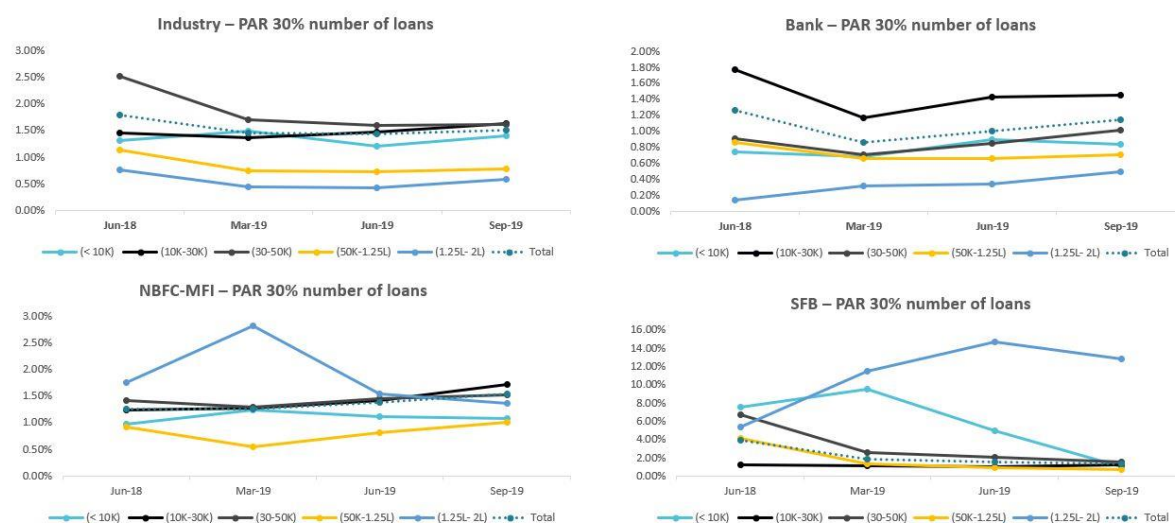 Industry – PAR 30% number of loans
3.00%
2.50%
2.00%
1.50%
1.00%
0.50%
0.00%
Jun-18 Mar-19 Jun-19 Sep-19
(< 10K) (10K-30K) (30-50K) (50K-1.25L) (1.25L- 2L) Total
Bank – PAR 30% number of loans
2.00%
1.80%
1.60%
1.40%
1.20%
1.00%
0.80%
0.60%
0.40%
0.20%
0.00%
Jun-18 Mar-19 Jun-19 Sep-19
(< 10K) (10K-30K) (30-50K) (50K-1.25L) (1.25L- 2L) Total
NBFC-MFI – PAR 30% number of loans
3.00%
2.50%
2.00%
1.50%
1.00%
0.50%
0.00%
Jun-18 Mar-19 Jun-19 Sep-19
(< 10K) (10K-30K) (30-50K) (50K-1.25L) (1.25L- 2L) Total
SFB – PAR 30% number of loans
16.00%
14.00%
12.00%
10.00%
8.00%
6.00%
4.00%
2.00%
0.00%
Jun-18 Mar-19 Jun-19 Sep-19
(< 10K) (10K-30K) (30-50K) (50K-1.25L) (1.25L- 2L) Total